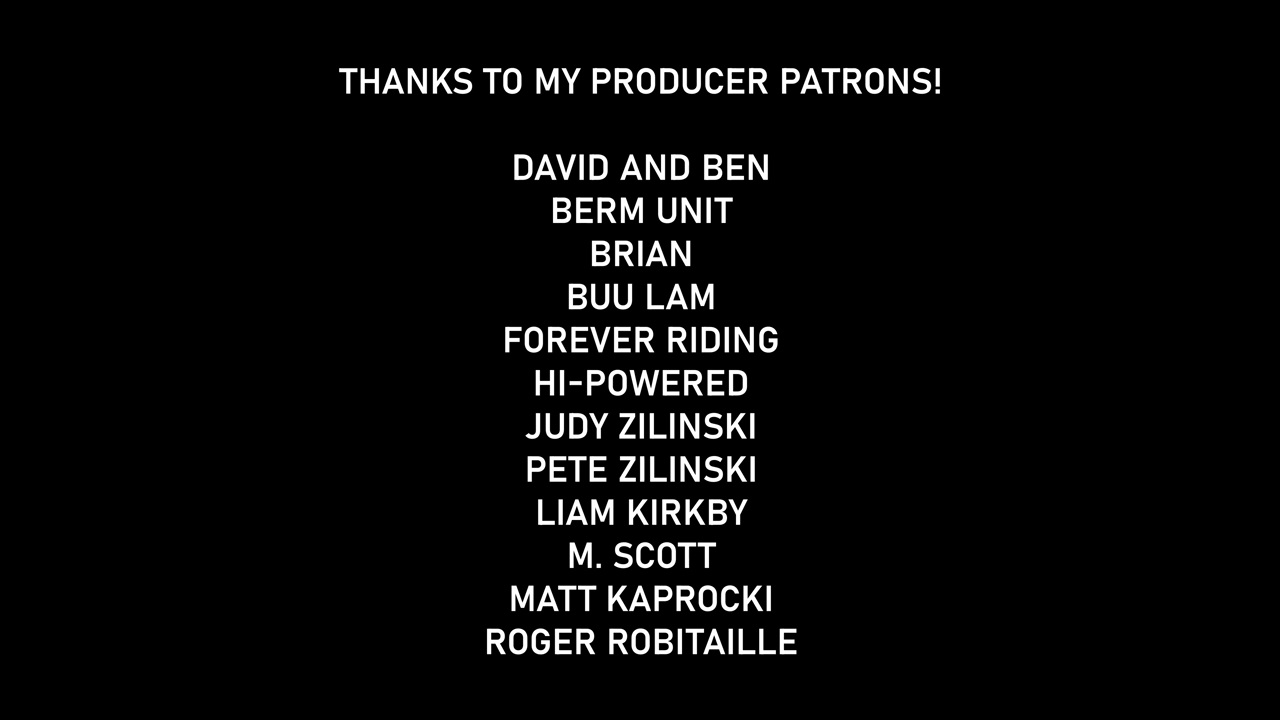 THANKS TO MY PRODUCER PATRONS!
DAVID AND BEN
BERM UNIT
BRIAN
BUU LAM
FOREVER RIDING
HI-POWERED
JUDY ZILINSKI
PETE ZILINSKI
LIAM KIRKBY
M. SCOTT
MATT KAPROCKI
ROGER ROBITAILLE